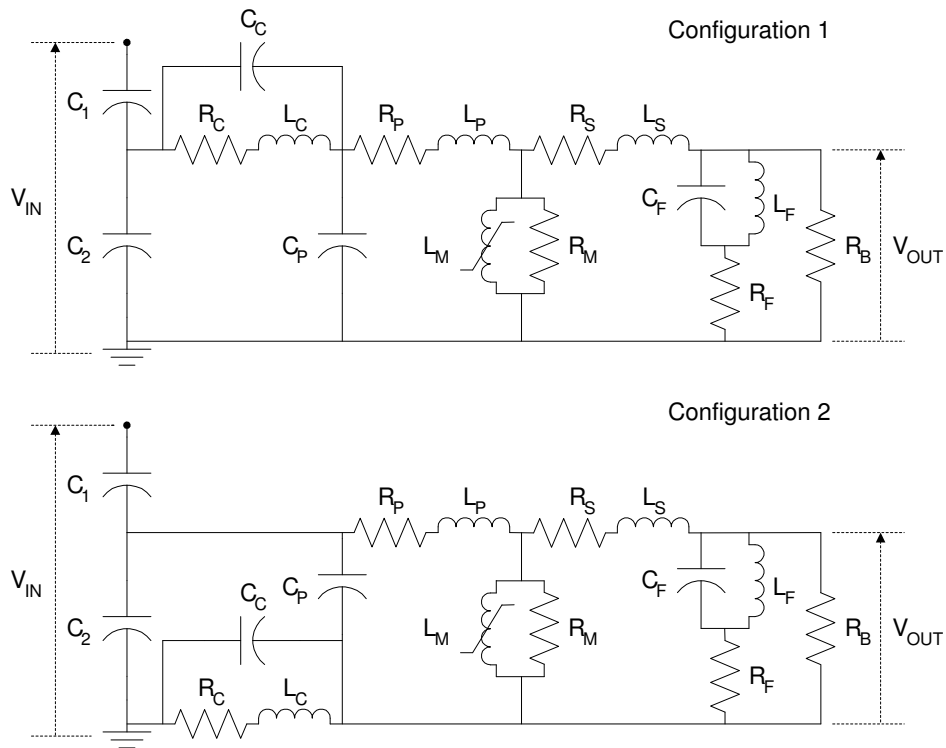 Configuration 1
C_C
C_1
R_C
L_C
R_P
L_P
R_S
L_S
V_IN
C_2
C_P
L_M
R_M
C_F
L_F
R_F
R_B
V_OUT
Configuration 2
C_1
R_P
L_P
R_S
L_S
V_IN
C_2
C_C
C_P
R_C
L_C
L_M
R_M
C_F
L_F
R_F
R_B
V_OUT